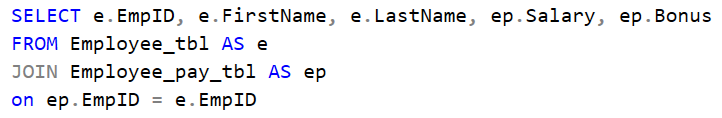 SELECT e.EmpID, e.FirstName, e.LastName, ep.Salary, ep.Bonus
FROM Employee_tbl AS e
JOIN Employee_pay_tbl AS ep
on ep.EmpID = e.EmpID